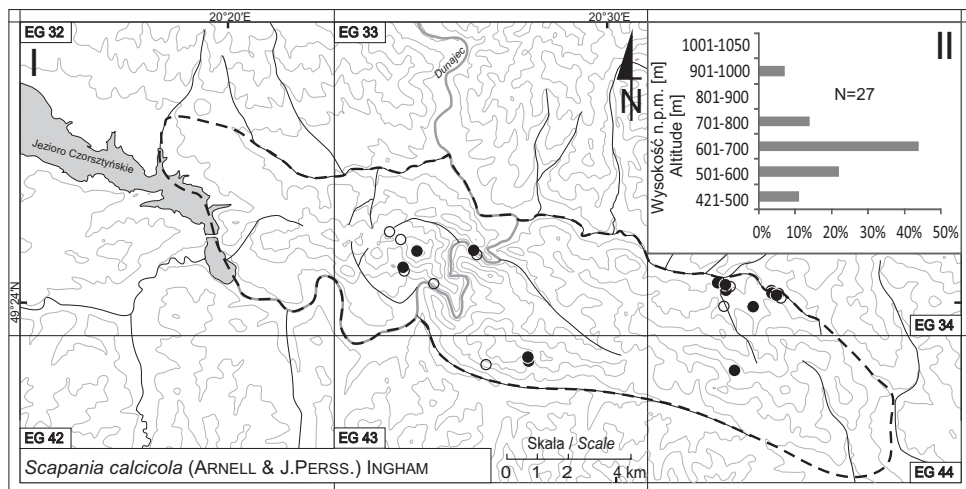 20°20'E
20°30'E
EG 32
EG 33
I
II
Dunajec
N
Jezioro Czorsztyńskie
49°24'N
Wysokość n.p.m. [m]
Altitude [m]
1001-1050
901-1000
801-900
701-800
601-700
501-600
421-500
N=27
0% 10% 20% 30% 40% 50%
EG 34
EG 42
EG 43
EG 44
Skala / Scale
0 1 2 4 km
Scapania calcicola (ARNELL & J.PERSS.) INGHAM